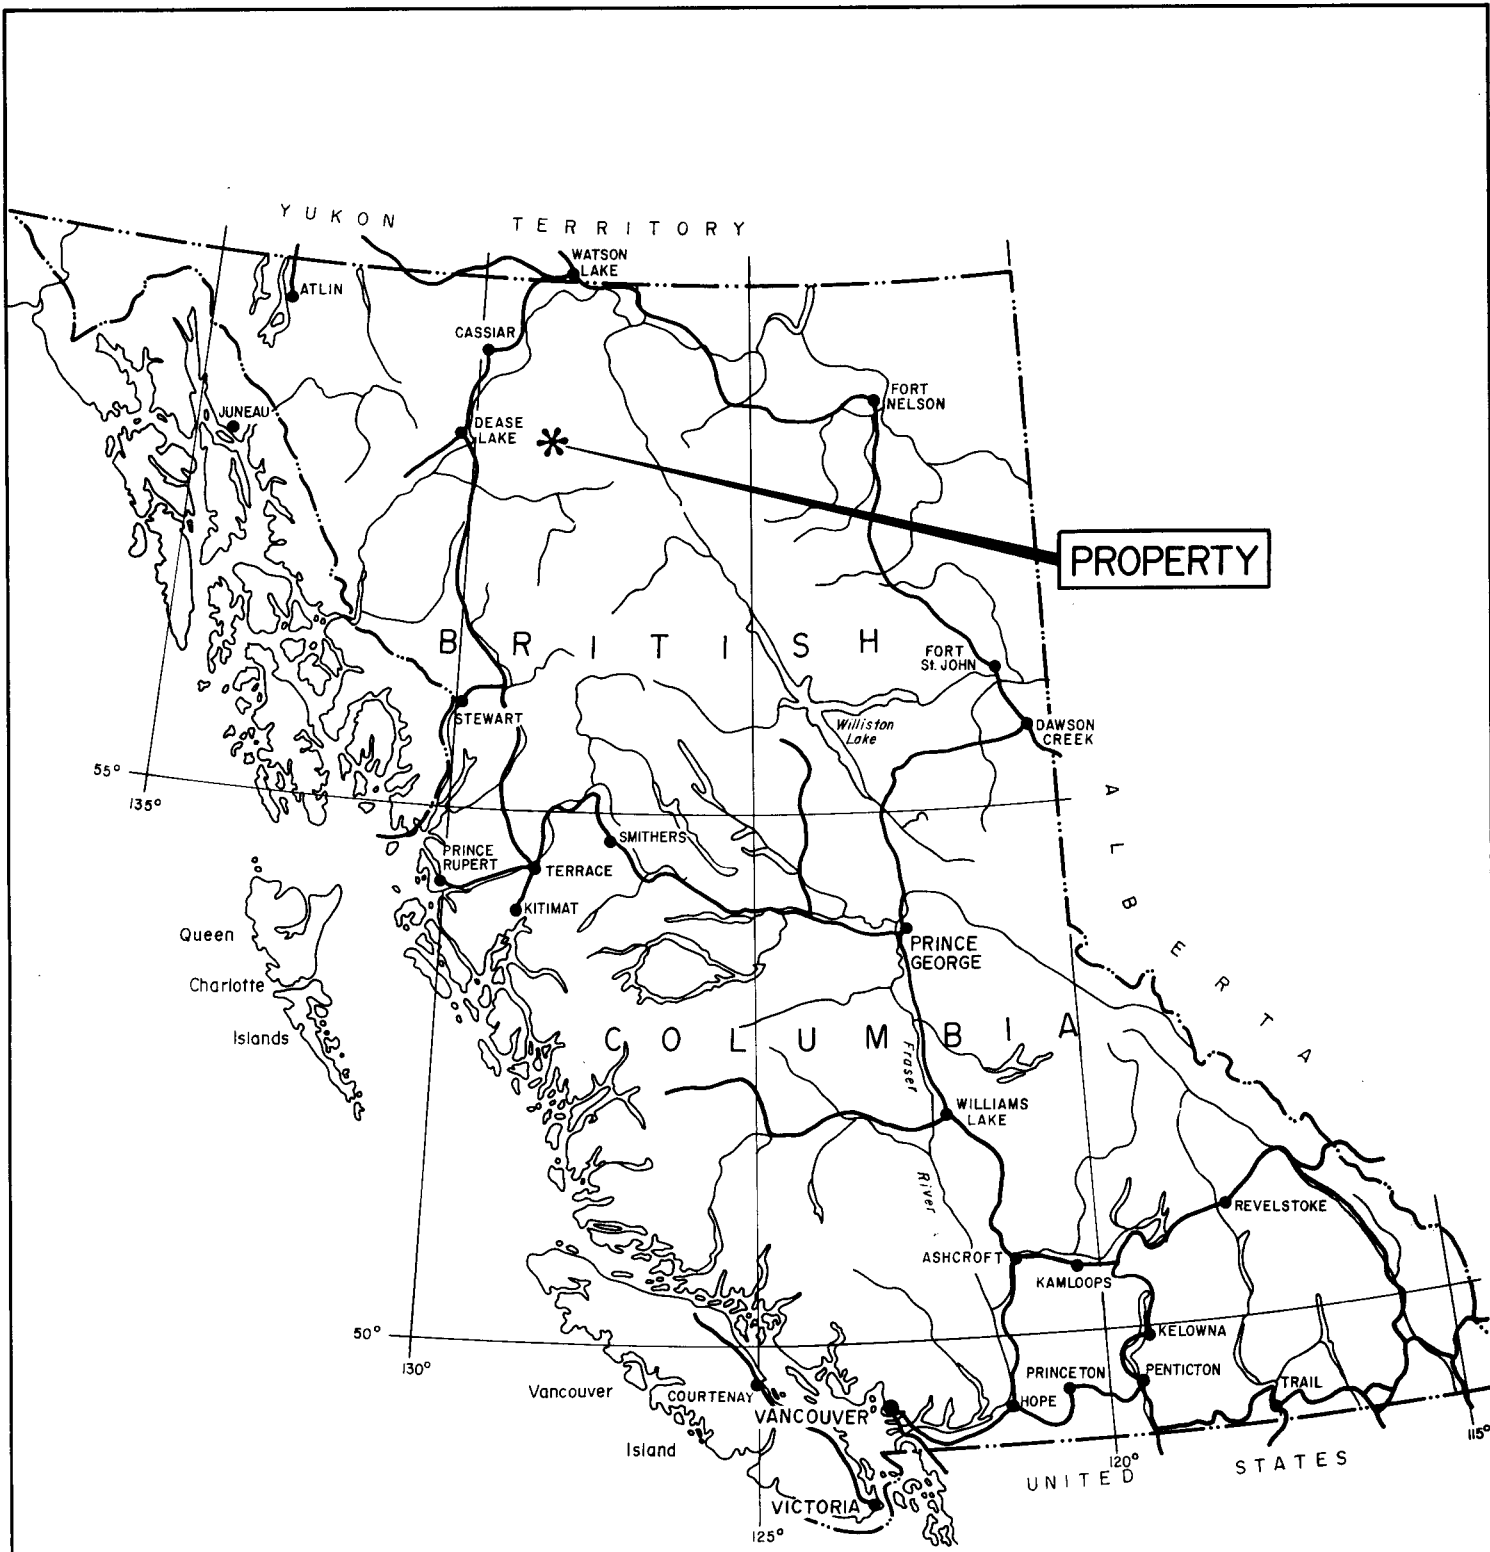 YUKON TERRITORY
WATSON
LAKE
ATLIN
CASSIAR
FORT
NELSON
JUNEAU
DEASE
LAKE
PROPERTY
BRITISH
FORT
St. JOHN
STEWART
Williston
Lake
DAWSON
CREEK
55°
135°
ALBERTA
SMITHERS
PRINCE
RUPERT
TERRACE
KITIMAT
Queen
Charlotte
Islands
PRINCE
GEORGE
COLUMBIA
Fraser
River
WILLIAMS
LAKE
REVELSTOKE
ASHCROFT
KAMLOOPS
50°
130°
KELOWNA
PRINCETON
PENTICTON
TRAIL
Vancouver
Island
COURTENAY
VANCOUVER
HOPE
115°
120°
UNITED STATES
VICTORIA
125°